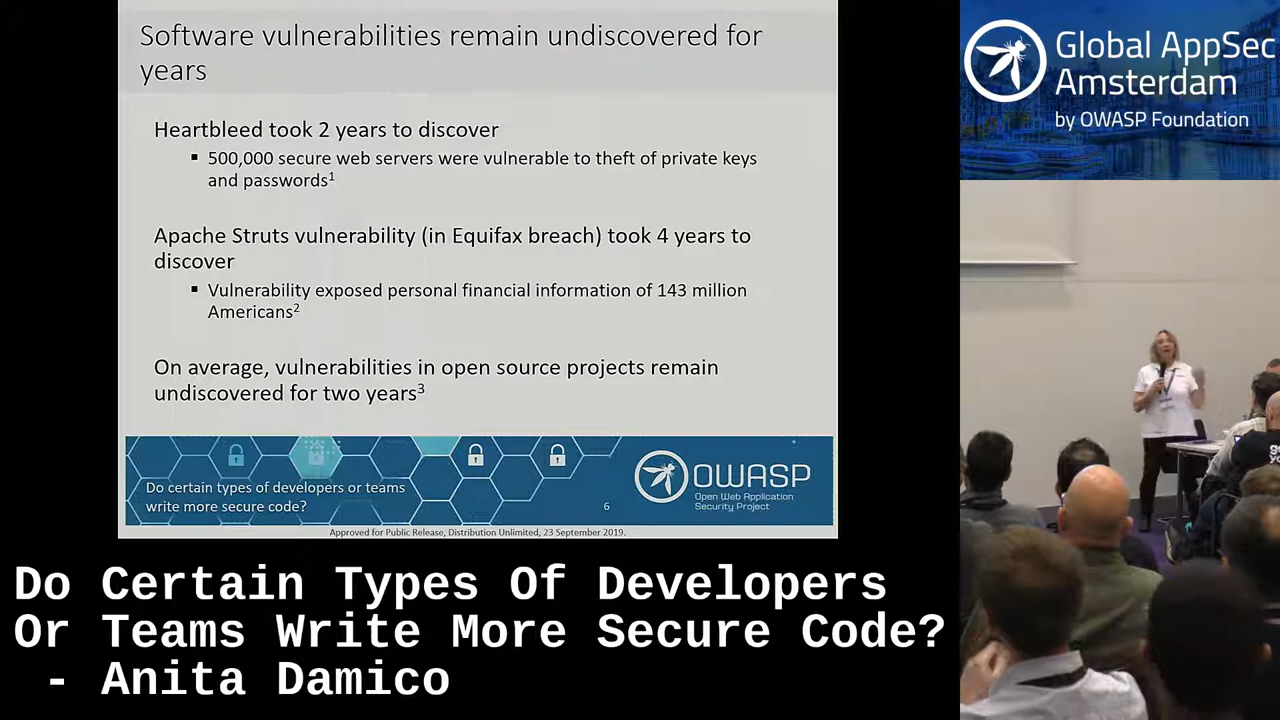 Software vulnerabilities remain undiscovered for
years
Heartbleed took 2 years to discover
▪ 500,000 secure web servers were vulnerable to theft of private keys
and passwords¹
Apache Struts vulnerability (in Equifax breach) took 4 years to
discover
▪ Vulnerability exposed personal financial information of 143 million
Americans²
On average, vulnerabilities in open source projects remain
undiscovered for two years³
Do certain types of developers or teams
write more secure code?
6
OWASP
Open Web Application
Security Project
Approved for Public Release, Distribution Unlimited, 23 September 2019.
Global AppSec
Amsterdam
by OWASP Foundation
Do Certain Types Of Developers
Or Teams Write More Secure Code?
- Anita Damico